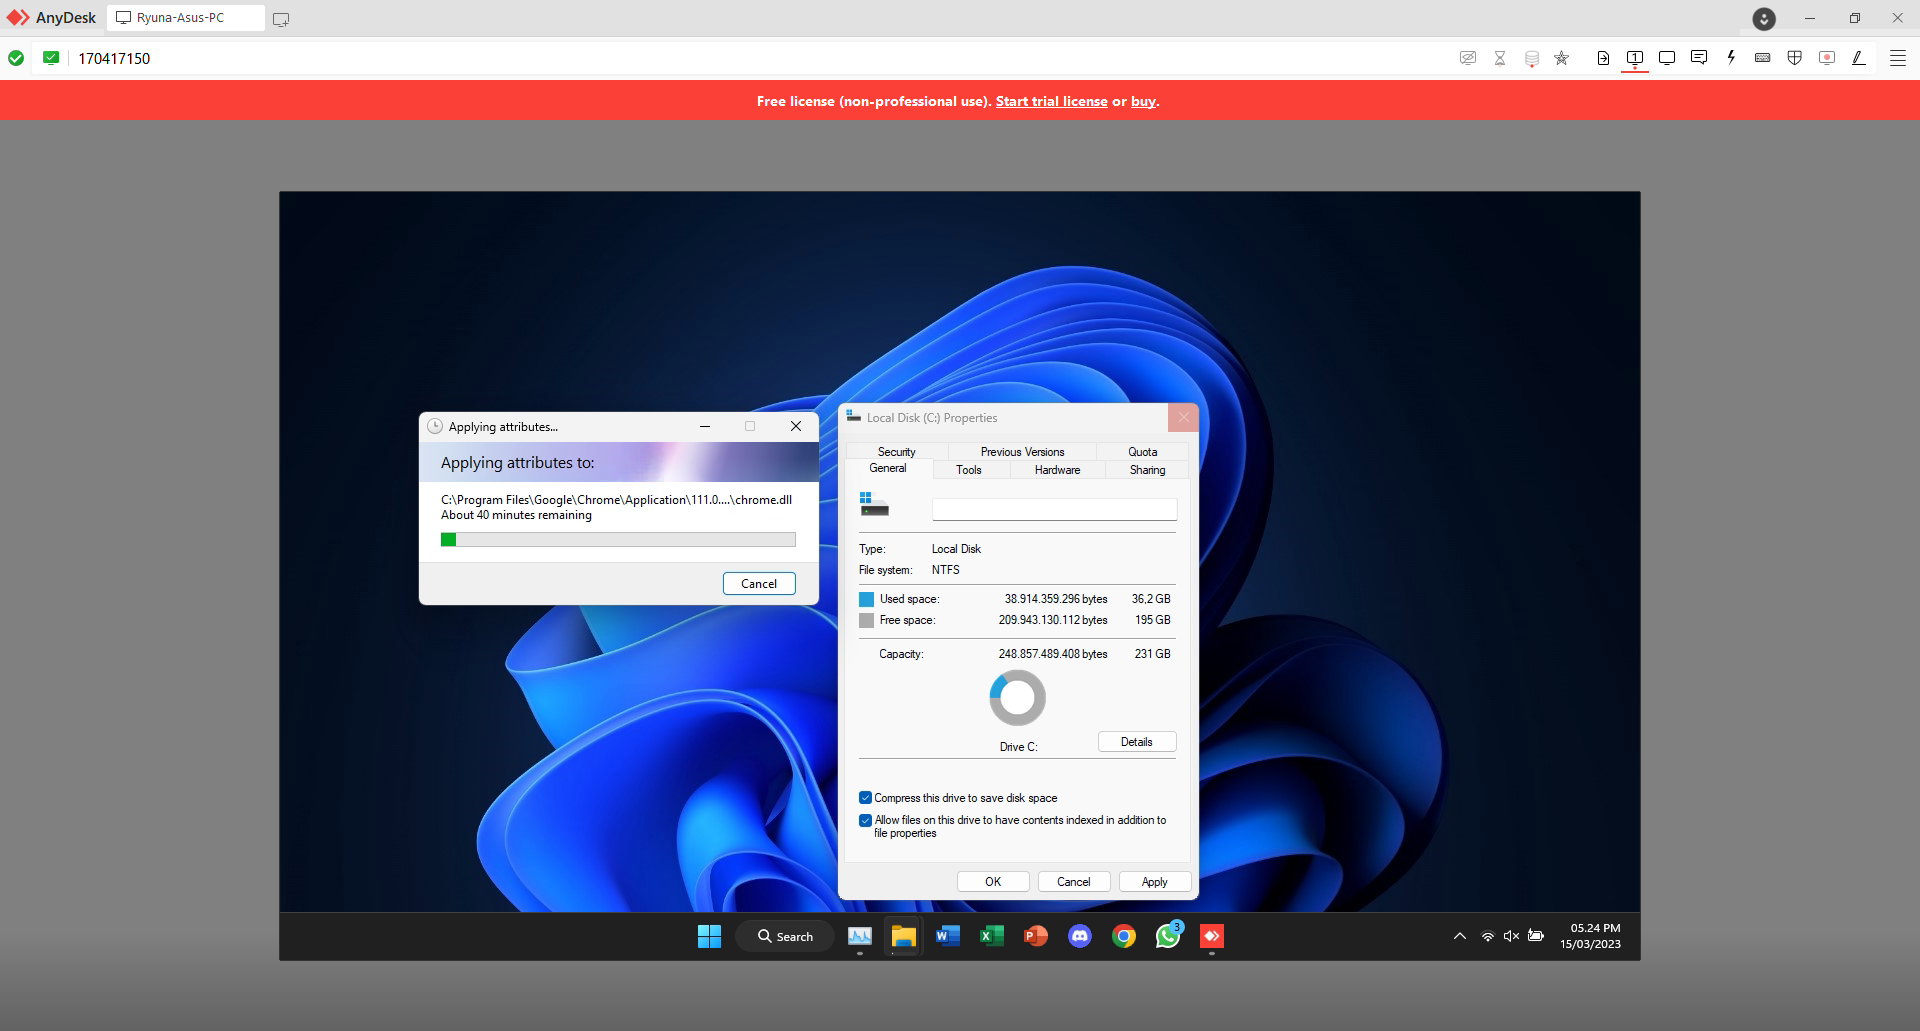 AnyDesk
Ryuna-Asus-PC
170417150
1
Free license (non-professional use). Start trial license or buy.
Applying attributes...
Applying attributes to:
C:\Program Files\Google\Chrome\Application\111.0....\chrome.dll
About 40 minutes remaining
Cancel
Local Disk (C:) Properties
Security Previous Versions Quota
General Tools Hardware Sharing
Type: Local Disk
File system: NTFS
Used space: 38.914.359.296 bytes 36,2 GB
Free space: 209.943.130.112 bytes 195 GB
Capacity: 248.857.489.408 bytes 231 GB
Drive C:
Details
Compress this drive to save disk space
Allow files on this drive to have contents indexed in addition to
file properties
OK Cancel Apply
Search
W
X
P
3
05.24 PM
15/03/2023